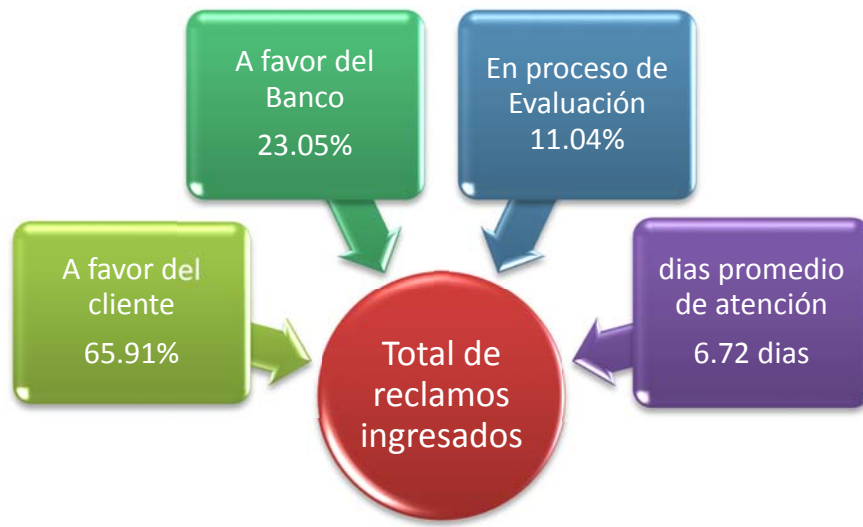 A favor del
Banco
23.05%
En proceso de
Evaluación
11.04%
A favor del
cliente
65.91%
dias promedio
de atención
6.72 dias
Total de
reclamos
ingresados